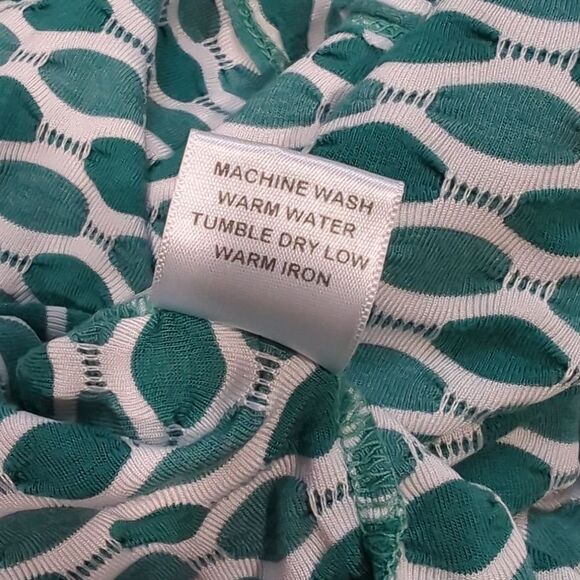 MACHINE WASH
WARM WATER
TUMBLE DRY LOW
WARM IRON